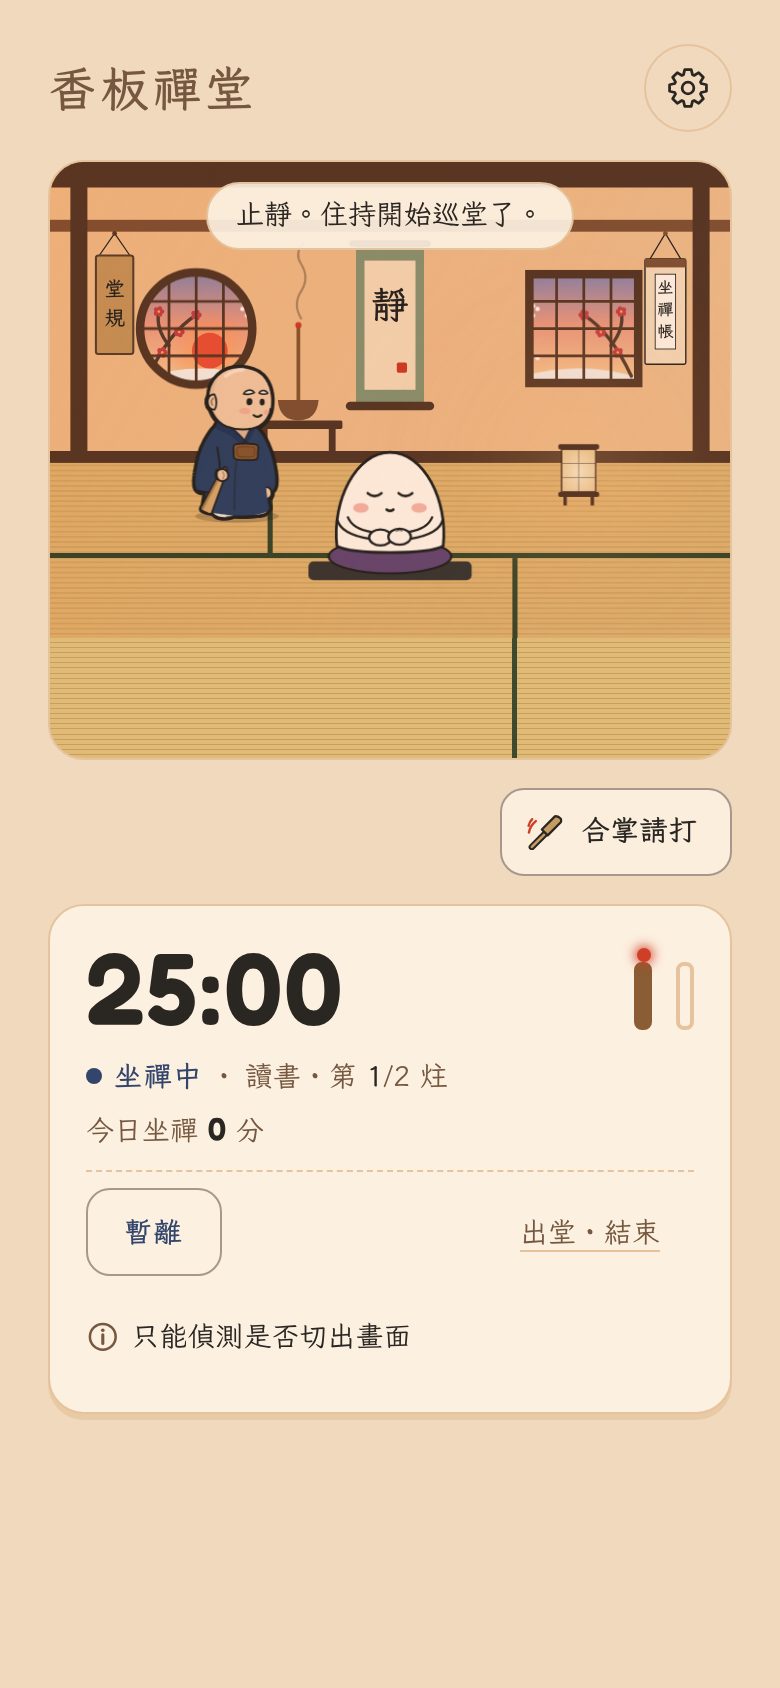 香板禪堂
止靜。住持開始巡堂了。
堂規
靜
坐禪帳
合掌請打
25:00
坐禪中 · 讀書 · 第 1/2 炷
今日坐禪 0 分
暫離
出堂 · 結束
只能偵測是否切出畫面